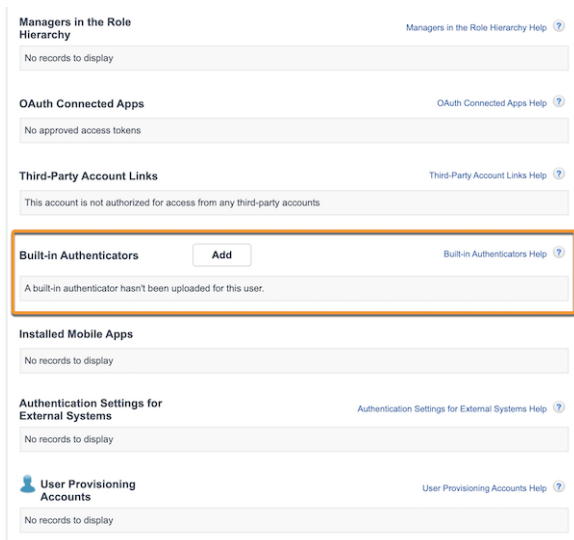 Managers in the Role
Hierarchy
Managers in the Role Hierarchy Help ?
No records to display
OAuth Connected Apps
OAuth Connected Apps Help ?
No approved access tokens
Third-Party Account Links
Third-Party Account Links Help ?
This account is not authorized for access from any third-party accounts
Built-in Authenticators
Add
Built-in Authenticators Help ?
A built-in authenticator hasn't been uploaded for this user.
Installed Mobile Apps
No records to display
Authentication Settings for
External Systems
Authentication Settings for External Systems Help ?
No records to display
User Provisioning
Accounts
User Provisioning Accounts Help ?
No records to display